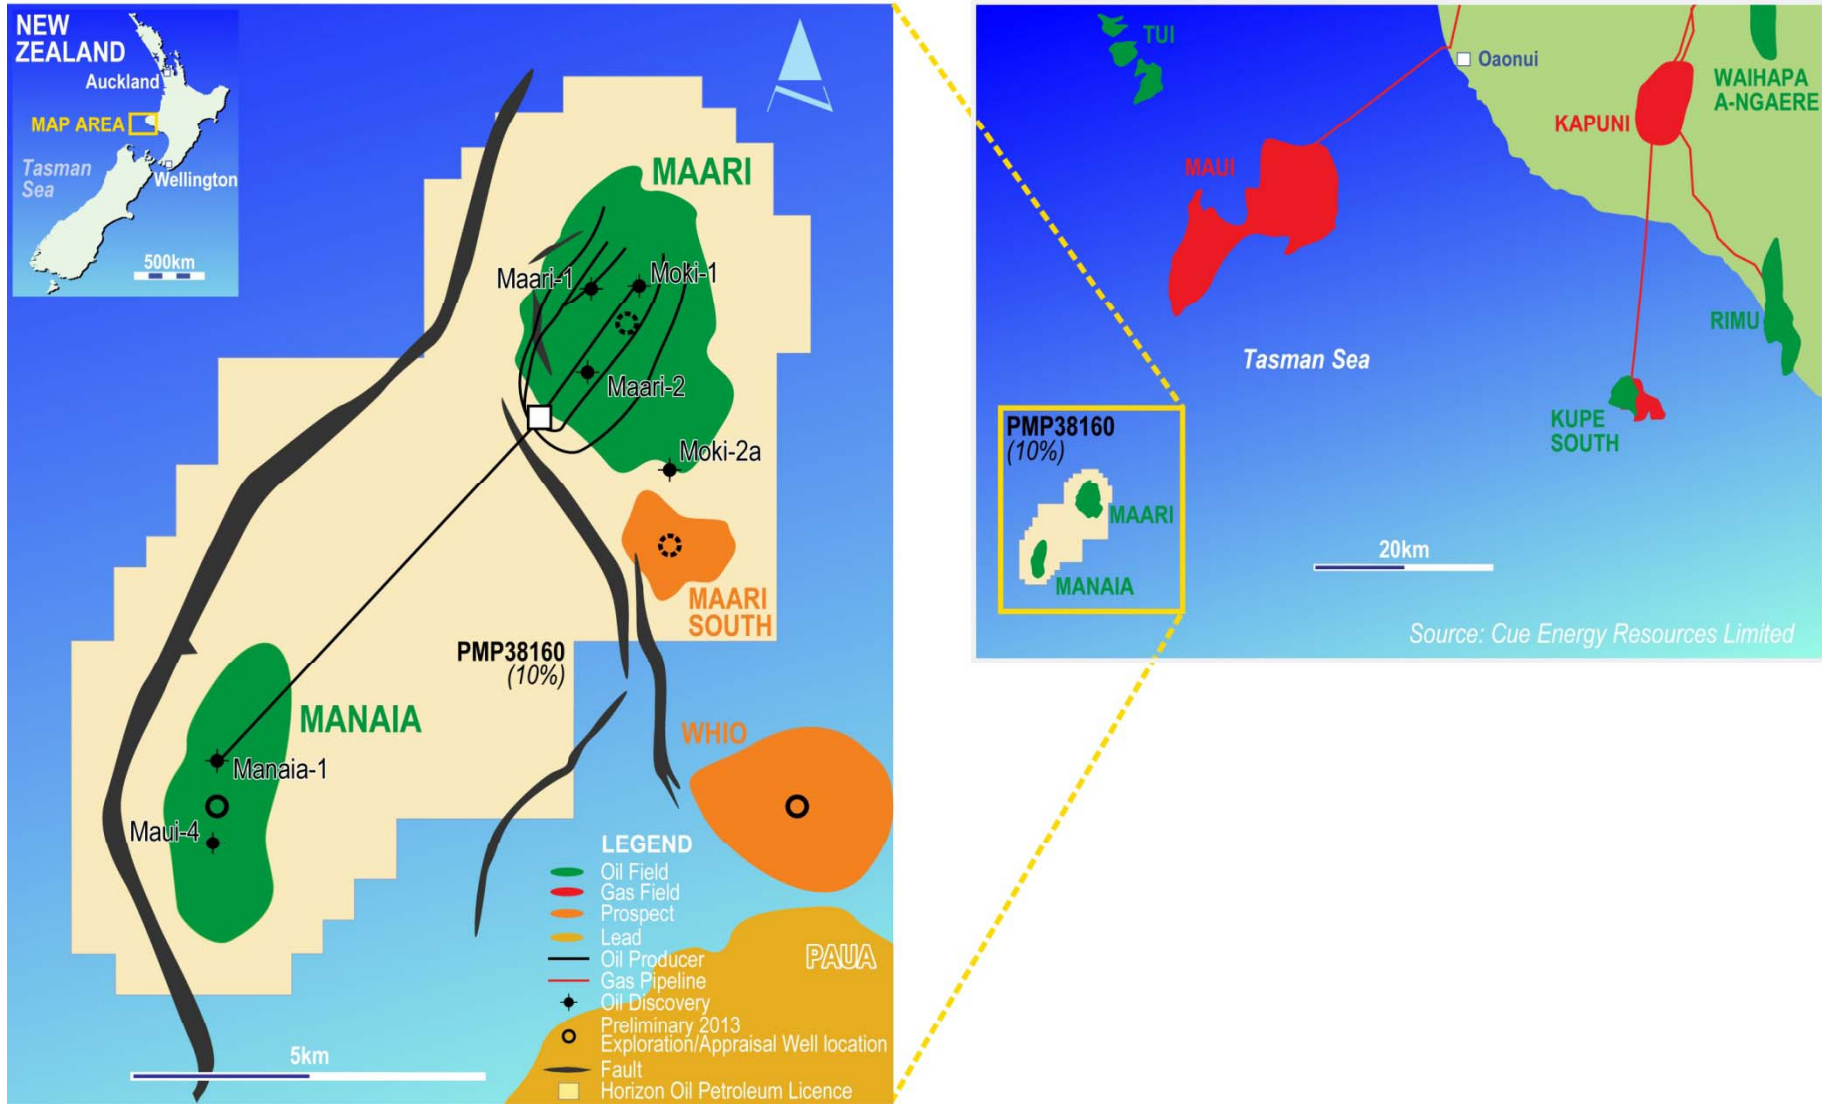 NEW
ZEALAND
Auckland
MAP AREA
Tasman
Sea
Wellington
500km
MAARI
Maari-1
Moki-1
Maari-2
Moki-2a
MAARI
SOUTH
PMP38160
(10%)
MANAIA
Manaia-1
Maui-4
WHIO
PAUA
5km
LEGEND
Oil Field
Gas Field
Prospect
Lead
Oil Producer
Gas Pipeline
Oil Discovery
Preliminary 2013
Exploration/Appraisal Well location
Fault
Horizon Oil Petroleum Licence
TUI
Oaonui
WAIHAPA
A-NGAERE
KAPUNI
MAUI
RIMU
Tasman Sea
KUPE
SOUTH
PMP38160
(10%)
MAARI
MANAIA
20km
Source: Cue Energy Resources Limited